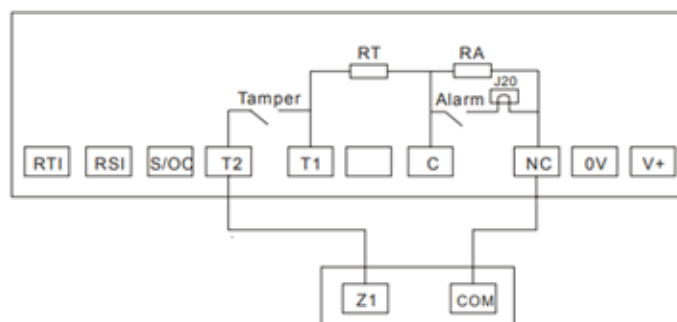 RT RA
J20
Tamper Alarm
RTI RSI S/OC T2 T1 C NC 0V V+
Z1 COM